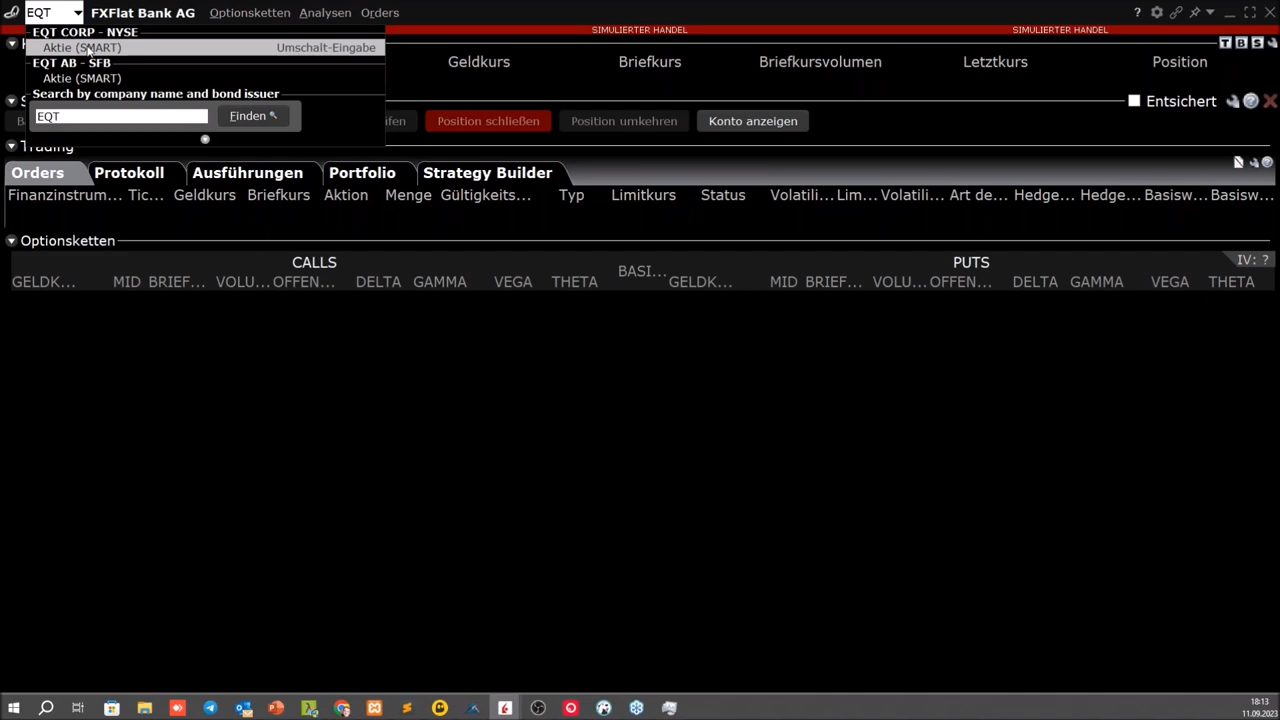 EQT FXFlat Bank AG Optionsketten Analysen Orders ?
EQT CORP - NYSE
SIMULIERTER HANDEL SIMULIERTER HANDEL
Aktie (SMART) Umschalt-Eingabe
T B S
EQT AB - SFB
Geldkurs Briefkurs Briefkursvolumen Letztkurs Position
Aktie (SMART)
Search by company name and bond issuer
Entsichert
EQT Finden
Position schließen Position umkehren Konto anzeigen
Trading
Orders Protokoll Ausführungen Portfolio Strategy Builder
Finanzinstrum... Tic... Geldkurs Briefkurs Aktion Menge Gültigkeits... Typ Limitkurs Status Volatili... Lim... Volatili... Art de... Hedge... Hedge... Basisw... Basisw...
Optionsketten
CALLS PUTS IV: ?
GELDK... MID BRIEF... VOLU... OFFEN... DELTA GAMMA VEGA THETA BASI... GELDK... MID BRIEF... VOLU... OFFEN... DELTA GAMMA VEGA THETA
18:13
11.09.2023